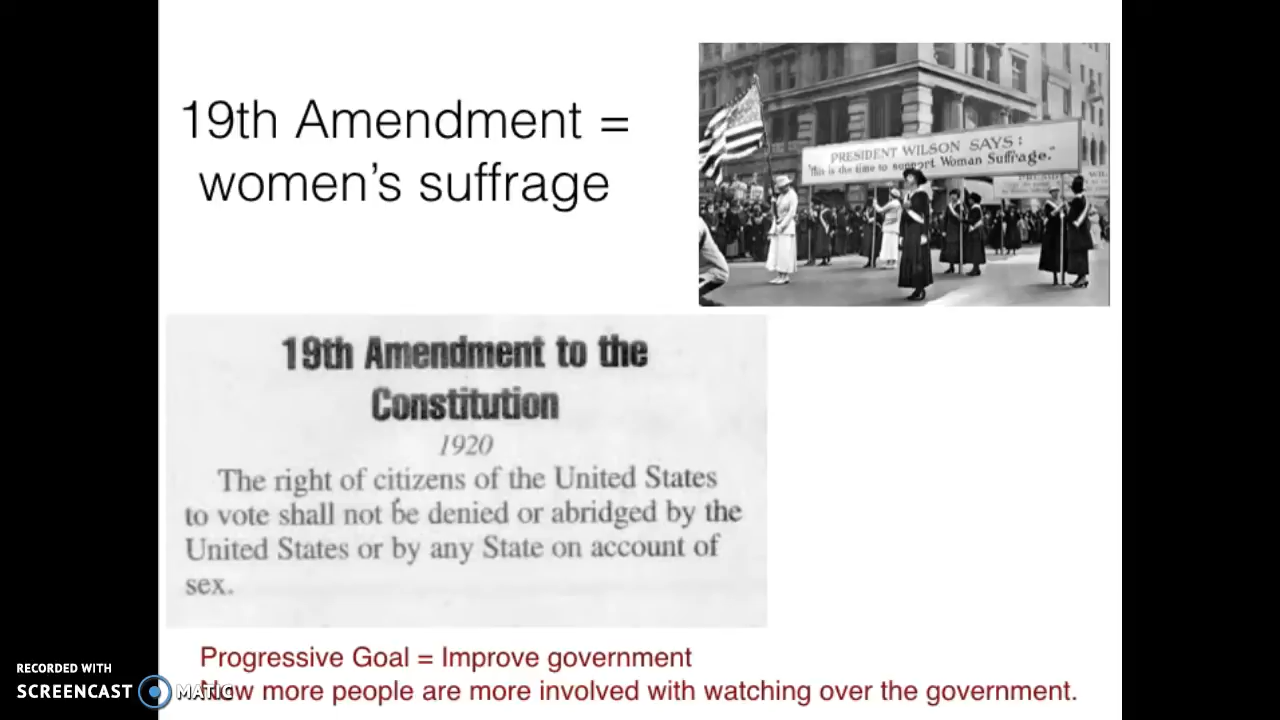 19th Amendment =
women's suffrage
PRESIDENT WILSON SAYS:
"This is the time to support Woman Suffrage."
19th Amendment to the
Constitution
1920
The right of citizens of the United States
to vote shall not be denied or abridged by the
United States or by any State on account of
sex.
Progressive Goal = Improve government
Now more people are more involved with watching over the government.
RECORDED WITH
SCREENCAST MATIC